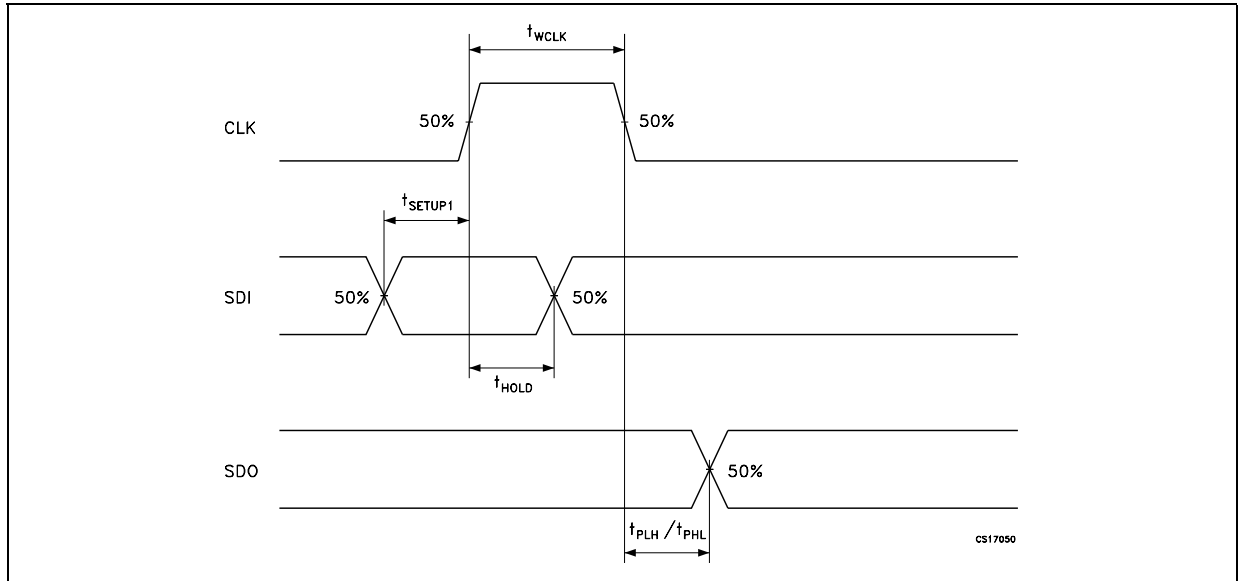 tWCLK
CLK
50%
50%
tSETUP1
SDI
50%
50%
tHOLD
SDO
50%
tPLH /tPHL
CS17050